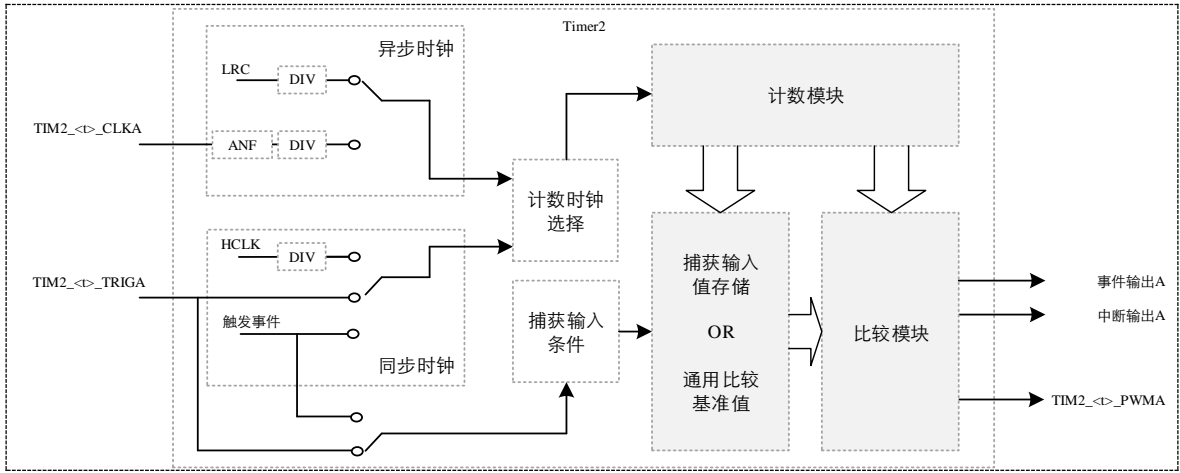 Timer2
异步时钟
LRC
DIV
TIM2_<t>_CLKA
ANF
DIV
计数模块
计数时钟
选择
HCLK
DIV
TIM2_<t>_TRIGA
触发事件
同步时钟
捕获输入
条件
捕获输入
值存储
OR
通用比较
基准值
比较模块
事件输出A
中断输出A
TIM2_<t>_PWMA